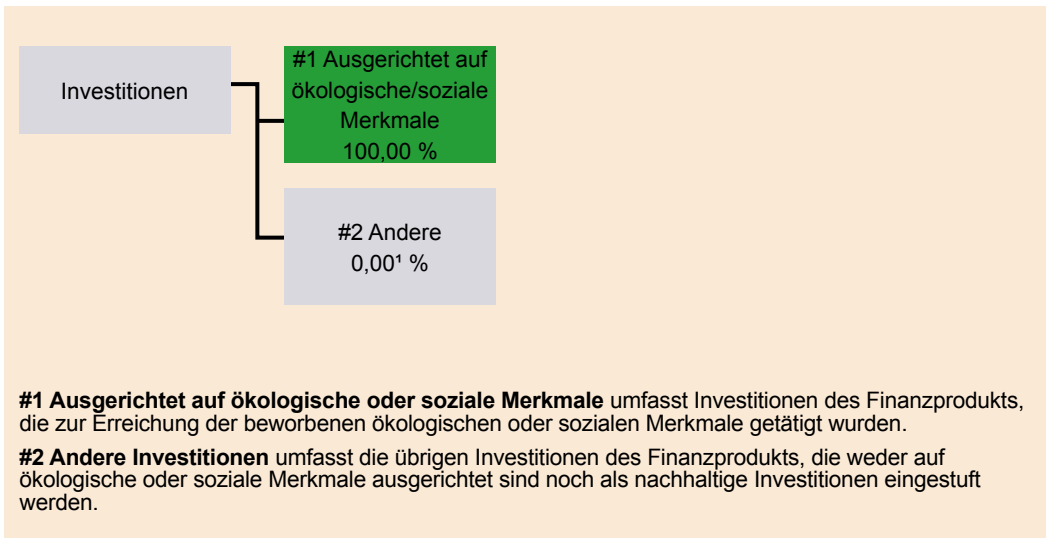 Investitionen
#1 Ausgerichtet auf
ökologische/soziale
Merkmale
100,00 %
#2 Andere
0,00¹ %
#1 Ausgerichtet auf ökologische oder soziale Merkmale umfasst Investitionen des Finanzprodukts,
die zur Erreichung der beworbenen ökologischen oder sozialen Merkmale getätigt wurden.
#2 Andere Investitionen umfasst die übrigen Investitionen des Finanzprodukts, die weder auf
ökologische oder soziale Merkmale ausgerichtet sind noch als nachhaltige Investitionen eingestuft
werden.